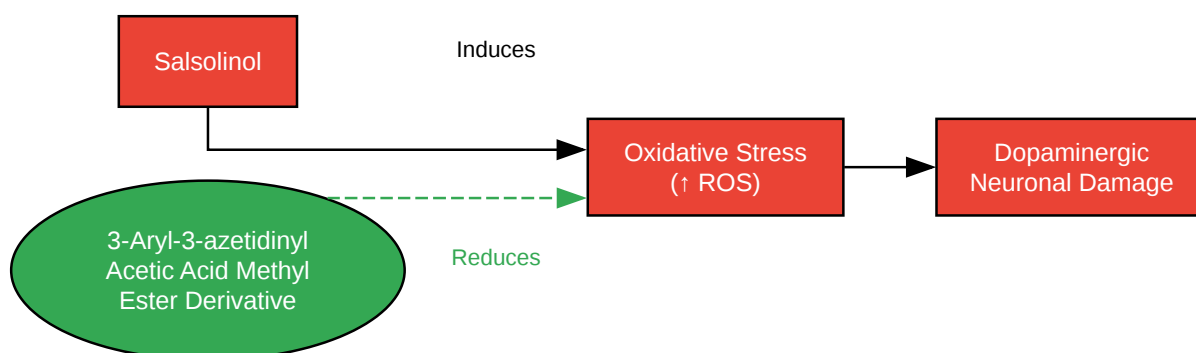 Salsolinol
Induces
Oxidative Stress
(↑ ROS)
Dopaminergic
Neuronal Damage
3-Aryl-3-azetidinyl
Acetic Acid Methyl
Ester Derivative
Reduces